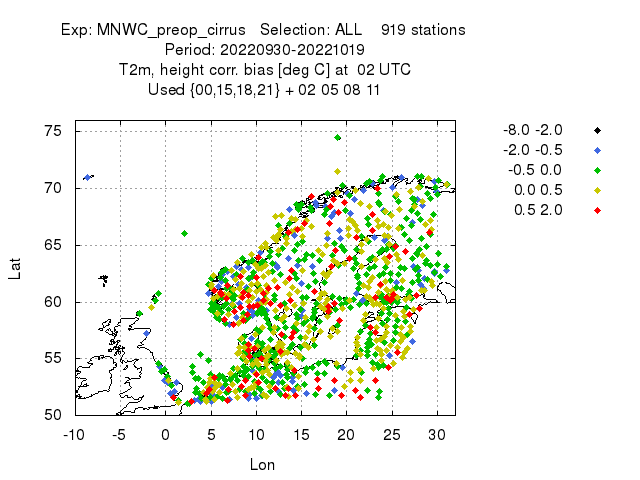 Exp: MNWC_preop_cirrus   Selection: ALL    919 stations
Period: 20220930-20221019
T2m, height corr. bias [deg C] at  02 UTC
Used {00,15,18,21} + 02 05 08 11
-8.0 -2.0
-2.0 -0.5
-0.5 0.0
0.0 0.5
0.5 2.0
75
70
65
60
55
50
Lat
-10 -5 0 5 10 15 20 25 30
Lon